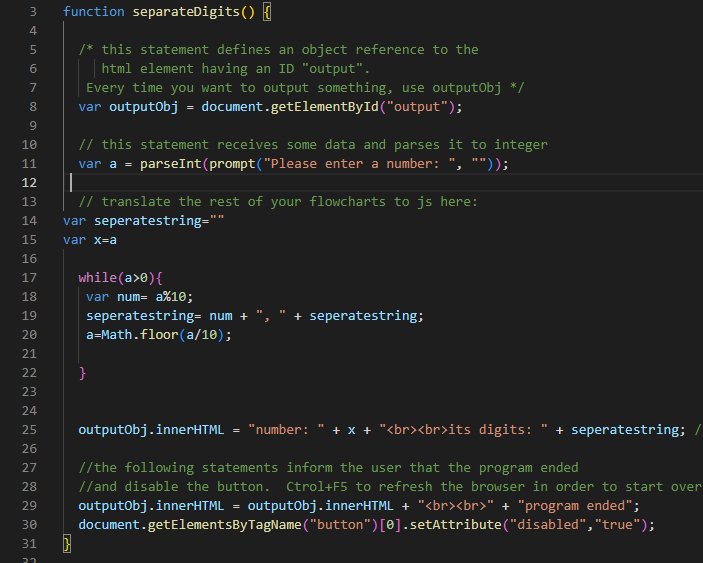 3 function separateDigits() {
4
5 /* this statement defines an object reference to the
6 html element having an ID "output".
7 Every time you want to output something, use outputObj */
8 var outputObj = document.getElementById("output");
9
10 // this statement receives some data and parses it to integer
11 var a = parseInt(prompt("Please enter a number: ", ""));
12
13 // translate the rest of your flowcharts to js here:
14 var seperatestring=""
15 var x=a
16
17 while(a>0){
18 var num= a%10;
19 seperatestring= num + ", " + seperatestring;
20 a=Math.floor(a/10);
21
22 }
23
24
25 outputObj.innerHTML = "number: " + x + "<br><br>its digits: " + seperatestring; /
26
27 //the following statements inform the user that the program ended
28 //and disable the button.  Ctrol+F5 to refresh the browser in order to start over
29 outputObj.innerHTML = outputObj.innerHTML + "<br><br>" + "program ended";
30 document.getElementsByTagName("button")[0].setAttribute("disabled","true");
31 }